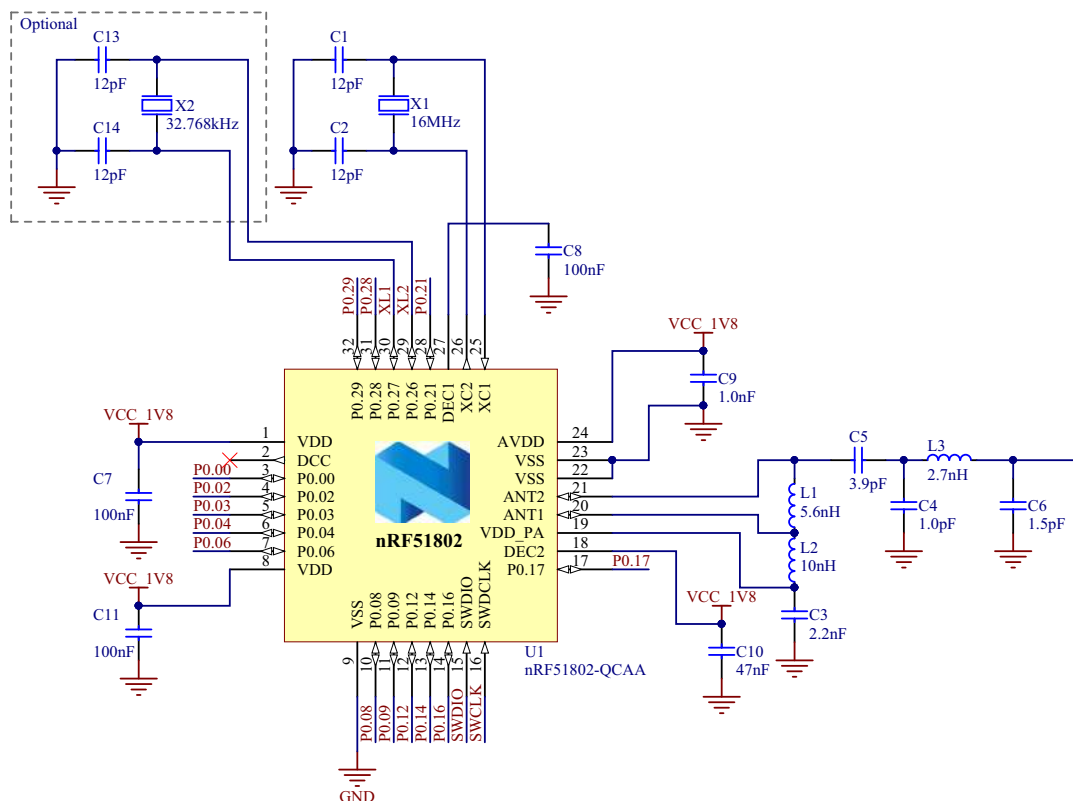 Optional
C13
12pF
X2
32.768kHz
C14
12pF
C1
12pF
X1
16MHz
C2
12pF
C8
100nF
P0.29
P0.28
XL1
XL2
P0.21
32
31
30
29
28
27
26
25
P0.29
P0.28
P0.27
P0.26
P0.21
DEC1
XC2
XC1
VCC_1V8
C9
1.0nF
VCC_1V8
C7
100nF
P0.00
P0.02
P0.03
P0.04
P0.06
VCC_1V8
C11
100nF
1 VDD
2 DCC
3 P0.00
4 P0.02
5 P0.03
6 P0.04
7 P0.06
8 VDD
nRF51802
AVDD 24
VSS 23
VSS 22
ANT2 21
ANT1 20
VDD_PA 19
DEC2 18
P0.17 17
P0.17
C5
3.9pF
L3
2.7nH
L1
5.6nH
C4
1.0pF
C6
1.5pF
L2
10nH
C3
2.2nF
VCC_1V8
C10
47nF
VSS
P0.08
P0.09
P0.12
P0.14
P0.16
SWDIO
SWDCLK
9
10
11
12
13
14
15
16
U1
nRF51802-QCAA
P0.08
P0.09
P0.12
P0.14
P0.16
SWDIO
SWCLK
GND